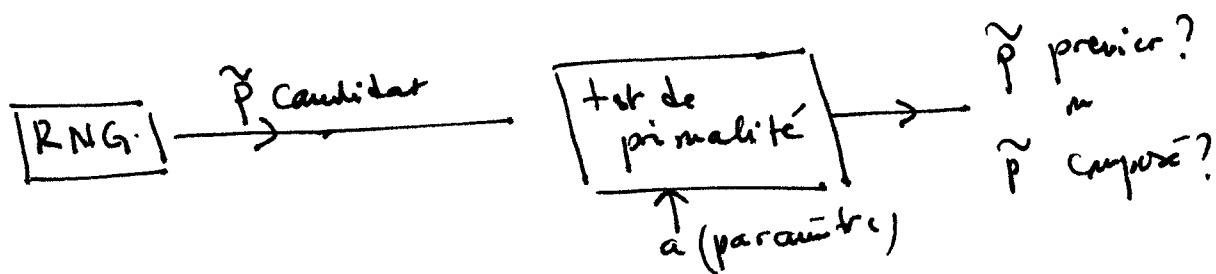 RNG.
p̃ candidat
test de
primalité
a (paramètre)
p̃ premier?
ou
p̃ composé?